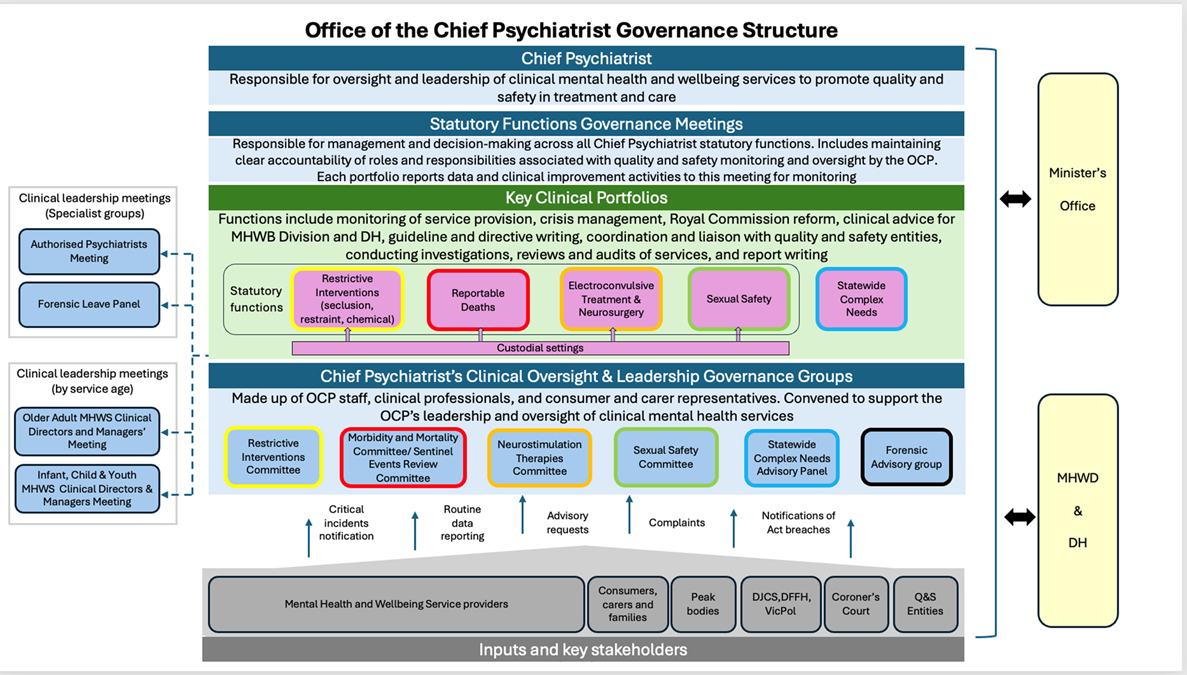 Office of the Chief Psychiatrist Governance Structure
Chief Psychiatrist
Responsible for oversight and leadership of clinical mental health and wellbeing services to promote quality and
safety in treatment and care
Statutory Functions Governance Meetings
Responsible for management and decision-making across all Chief Psychiatrist statutory functions. Includes maintaining
clear accountability of roles and responsibilities associated with quality and safety monitoring and oversight by the OCP.
Each portfolio reports data and clinical improvement activities to this meeting for monitoring
Key Clinical Portfolios
Functions include monitoring of service provision, crisis management, Royal Commission reform, clinical advice for
MHWB Division and DH, guideline and directive writing, coordination and liaison with quality and safety entities,
conducting investigations, reviews and audits of services, and report writing
Statutory
functions
Restrictive
Interventions
(seclusion,
restraint, chemical)
Reportable
Deaths
Electroconvulsive
Treatment &
Neurosurgery
Sexual Safety
Statewide
Complex
Needs
Custodial settings
Chief Psychiatrist's Clinical Oversight & Leadership Governance Groups
Made up of OCP staff, clinical professionals, and consumer and carer representatives. Convened to support the
OCP's leadership and oversight of clinical mental health services
Restrictive
Interventions
Committee
Morbidity and Mortality
Committee/ Sentinel
Events Review
Committee
Neurostimulation
Therapies
Committee
Sexual Safety
Committee
Statewide
Complex Needs
Advisory Panel
Forensic
Advisory group
Critical
incidents
notification
Routine
data
reporting
Advisory
requests
Complaints
Notifications of
Act breaches
Mental Health and Wellbeing Service providers
Consumers,
carers and
families
Peak
bodies
DJCS,DFFH,
VicPol
Coroner's
Court
Q&S
Entities
Inputs and key stakeholders
Clinical leadership meetings
(Specialist groups)
Authorised Psychiatrists
Meeting
Forensic Leave Panel
Clinical leadership meetings
(by service age)
Older Adult MHWS Clinical
Directors and Managers'
Meeting
Infant, Child & Youth
MHWS Clinical Directors &
Managers Meeting
Minister's
Office
MHWD
&
DH